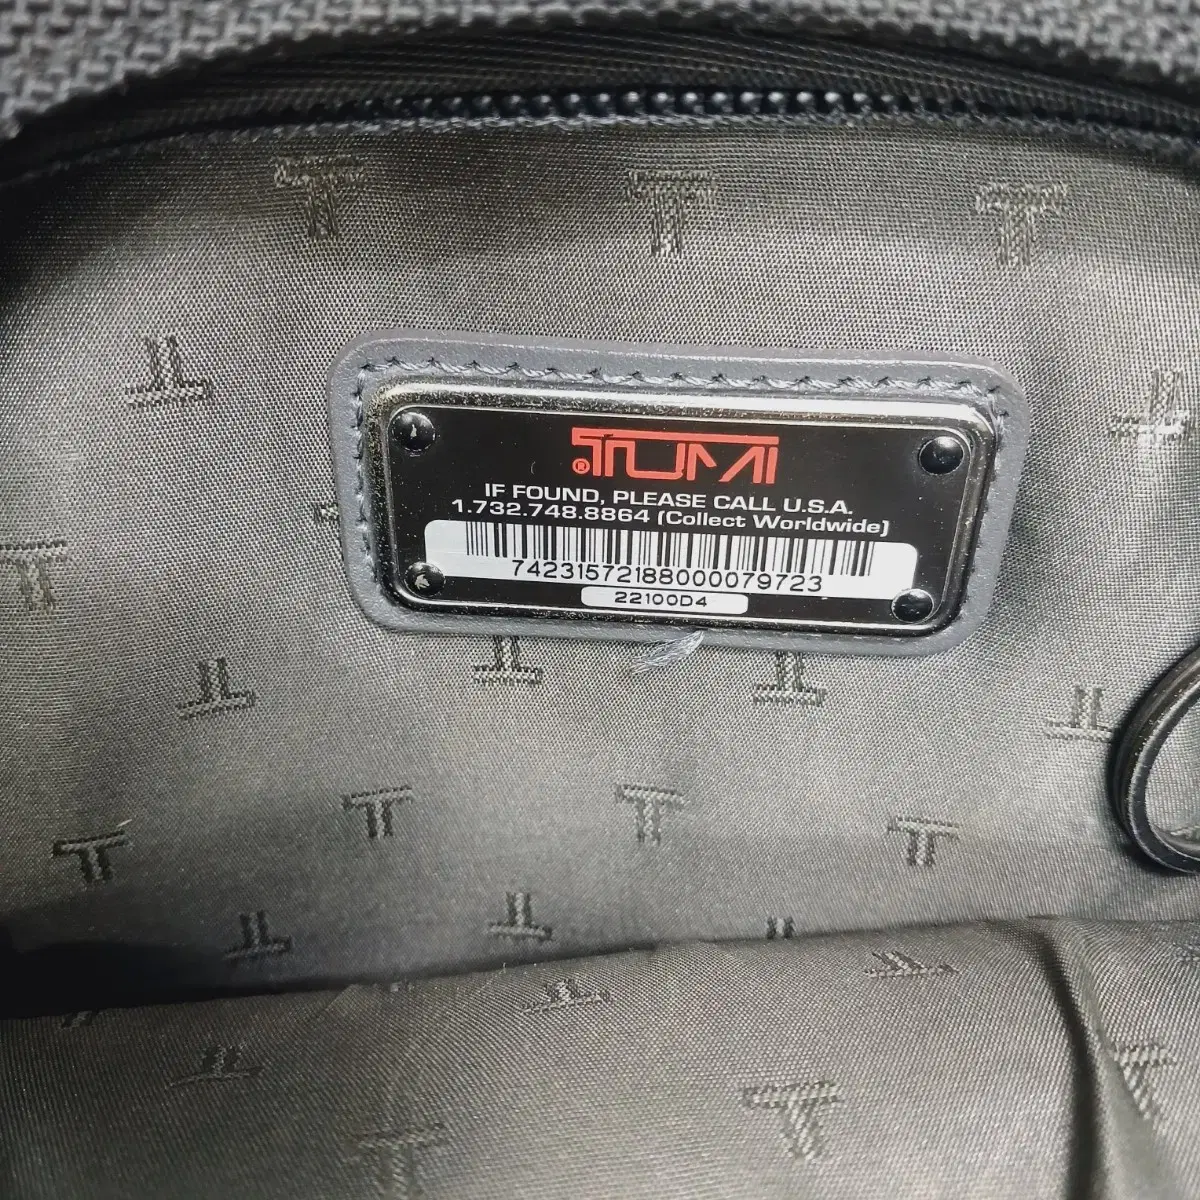 TUMI®
IF FOUND, PLEASE CALL U.S.A.
1.732.748.8864 (Collect Worldwide)
74231572188000079723
22100D4